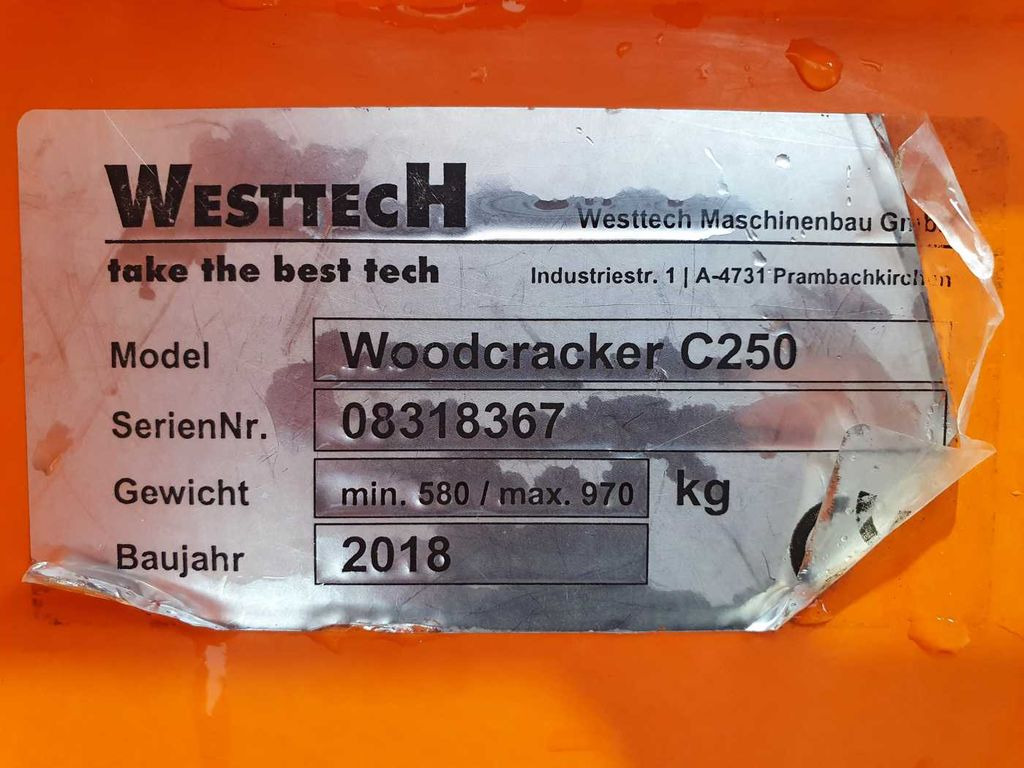 WESTTECH
Westtech Maschinenbau
take the best tech
Industriestr. 1 | A-4731 Prambachkirchen
Model Woodcracker C250
SerienNr. 08318367
Gewicht min. 580 / max. 970 kg
Baujahr 2018